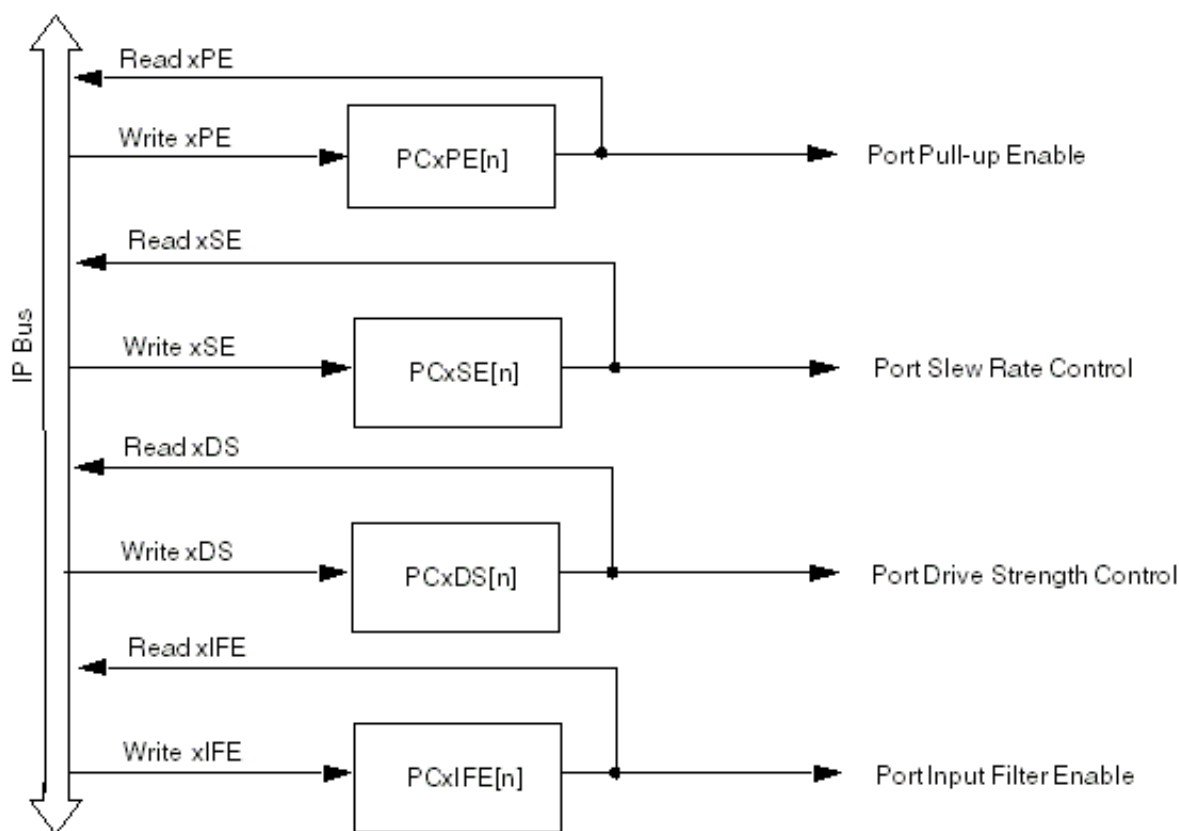 Read xPE
Write xPE
PCxPE[n]
Port Pull-up Enable
Read xSE
IP Bus
Write xSE
PCxSE[n]
Port Slew Rate Control
Read xDS
Write xDS
PCxDS[n]
Port Drive Strength Control
Read xIFE
Write xIFE
PCxIFE[n]
Port Input Filter Enable